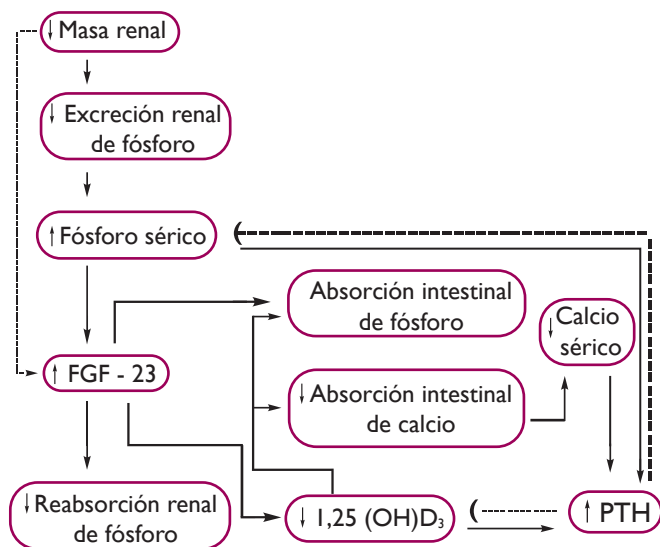 ↓ Masa renal
↓ Excreción renal
de fósforo
↑ Fósforo sérico
Absorción intestinal
de fósforo
↓ Calcio
sérico
↑ FGF - 23
↓ Absorción intestinal
de calcio
↓ Reabsorción renal
de fósforo
↓ 1,25 (OH)D₃
↑ PTH